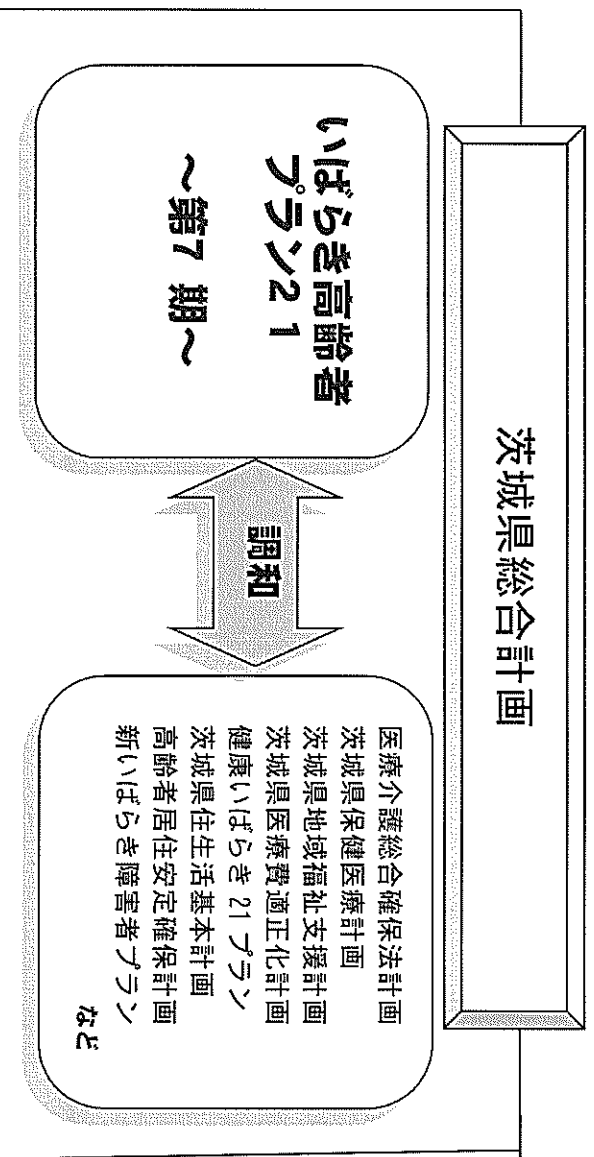 茨城県総合計画
いばらき高齢者
プラン21
～第7 期～
調和
医療介護総合確保法計画
茨城県保健医療計画
茨城県地域福祉支援計画
茨城県医療費適正化計画
健康いばらき 21 プラン
茨城県住生活基本計画
高齢者居住安定確保計画
新いばらき障害者プラン
など